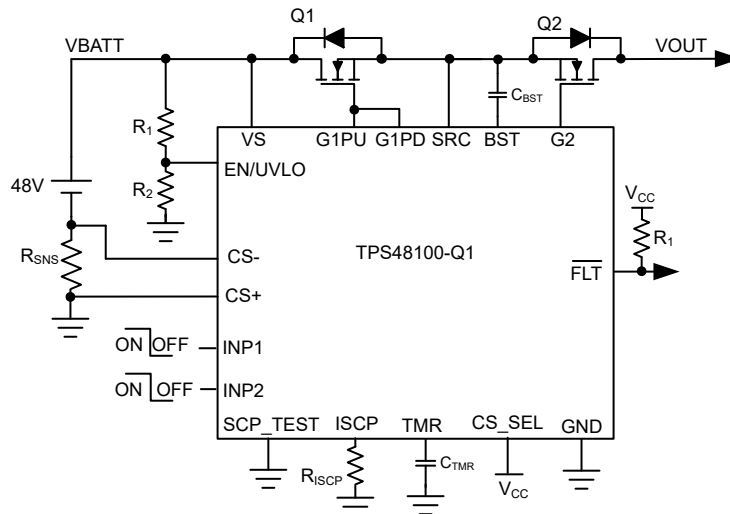 Q1
Q2
VBATT
VOUT
CBST
R1
VS
G1PU
G1PD
SRC
BST
G2
EN/UVLO
R2
48V
VCC
R1
RSNS
CS-
TPS48100-Q1
FLT
CS+
ON OFF
INP1
ON OFF
INP2
SCP_TEST
ISCP
TMR
CS_SEL
GND
RISCP
CTMR
VCC